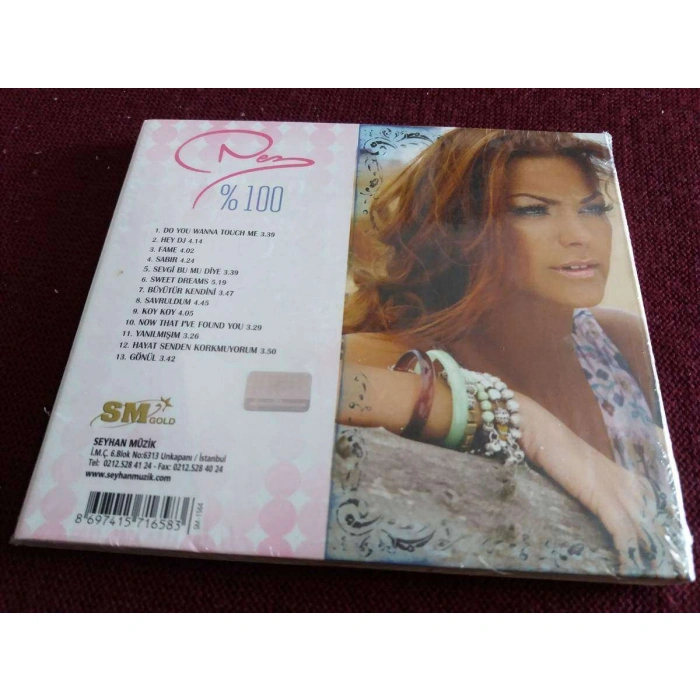 Nez
% 100
1. DO YOU WANNA TOUCH ME 3.39
2. HEY DJ 4.14
3. FAME 4.02
4. SABIR 4.24
5. SEVGİ BU MU DİYE 3.39
6. SWEET DREAMS 5.19
7. BÜYÜTÜR KENDİNİ 3.47
8. SAVRULDUM 4.45
9. KOY KOY 4.05
10. NOW THAT I'VE FOUND YOU 3.29
11. YANILMIŞIM 3.26
12. HAYAT SENDEN KORKMUYORUM 3.50
13. GÖNÜL 3.42
SM
GOLD
SEYHAN MÜZİK
İ.M.Ç. 6.Blok No:6313 Unkapanı / İstanbul
Tel: 0212.528 41 24 - Fax: 0212.528 40 24
www.seyhanmuzik.com
8 697415 716583
SM-1564